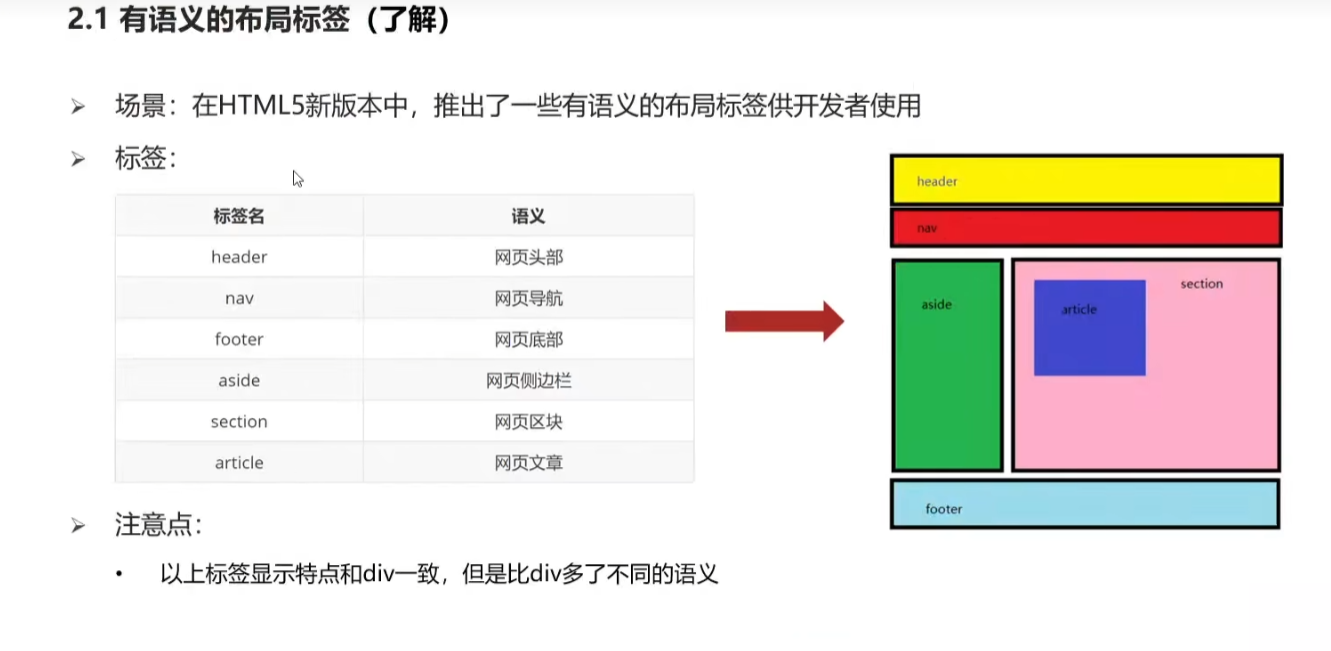 2.1 有语义的布局标签（了解）
场景：在HTML5新版本中，推出了一些有语义的布局标签供开发者使用
标签：
标签名 语义
header 网页头部
nav 网页导航
footer 网页底部
aside 网页侧边栏
section 网页区块
article 网页文章
header
nav
aside
article
section
footer
注意点：
以上标签显示特点和div一致，但是比div多了不同的语义